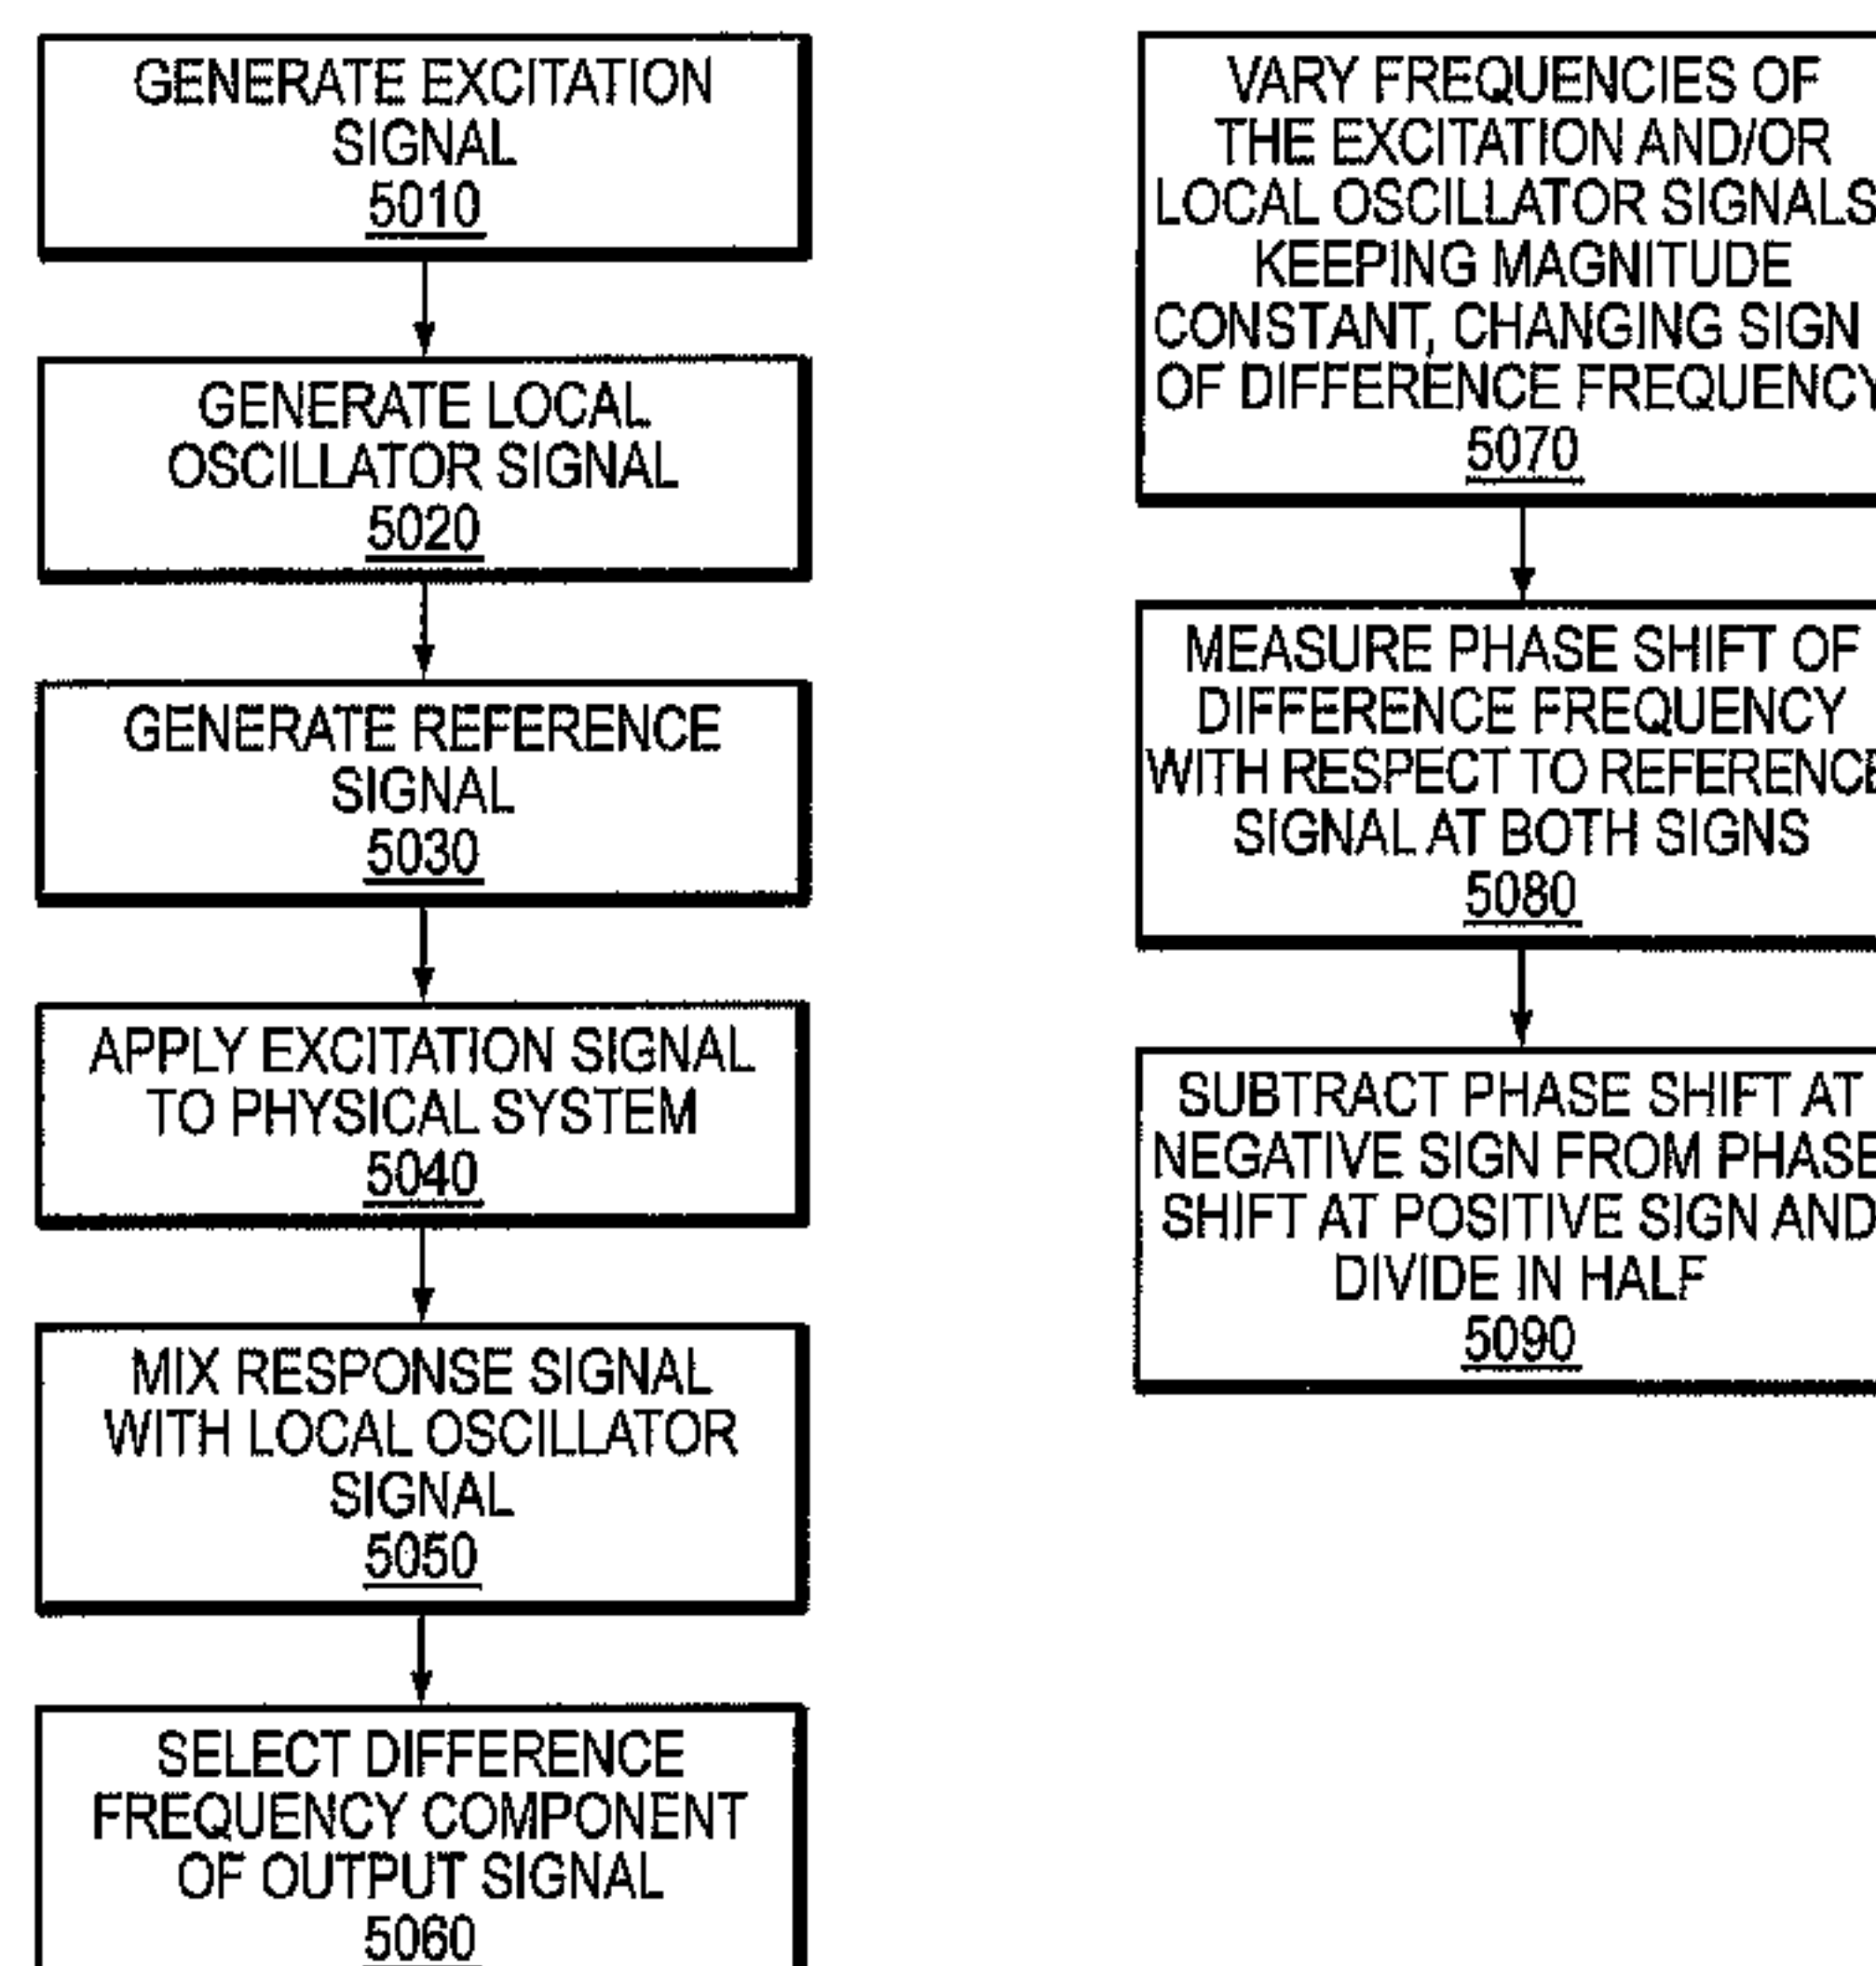 GENERATE EXCITATION
SIGNAL
5010
GENERATE LOCAL
OSCILLATOR SIGNAL
5020
GENERATE REFERENCE
SIGNAL
5030
APPLY EXCITATION SIGNAL
TO PHYSICAL SYSTEM
5040
MIX RESPONSE SIGNAL
WITH LOCAL OSCILLATOR
SIGNAL
5050
SELECT DIFFERENCE
FREQUENCY COMPONENT
OF OUTPUT SIGNAL
5060
VARY FREQUENCIES OF
THE EXCITATION AND/OR
LOCAL OSCILLATOR SIGNALS
KEEPING MAGNITUDE
CONSTANT, CHANGING SIGN
OF DIFFERENCE FREQUENCY
5070
MEASURE PHASE SHIFT OF
DIFFERENCE FREQUENCY
WITH RESPECT TO REFERENCE
SIGNAL AT BOTH SIGNS
5080
SUBTRACT PHASE SHIFT AT
NEGATIVE SIGN FROM PHASE
SHIFT AT POSITIVE SIGN AND
DIVIDE IN HALF
5090